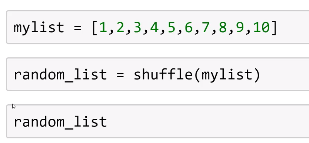 mylist = [1,2,3,4,5,6,7,8,9,10]
random_list = shuffle(mylist)
random_list